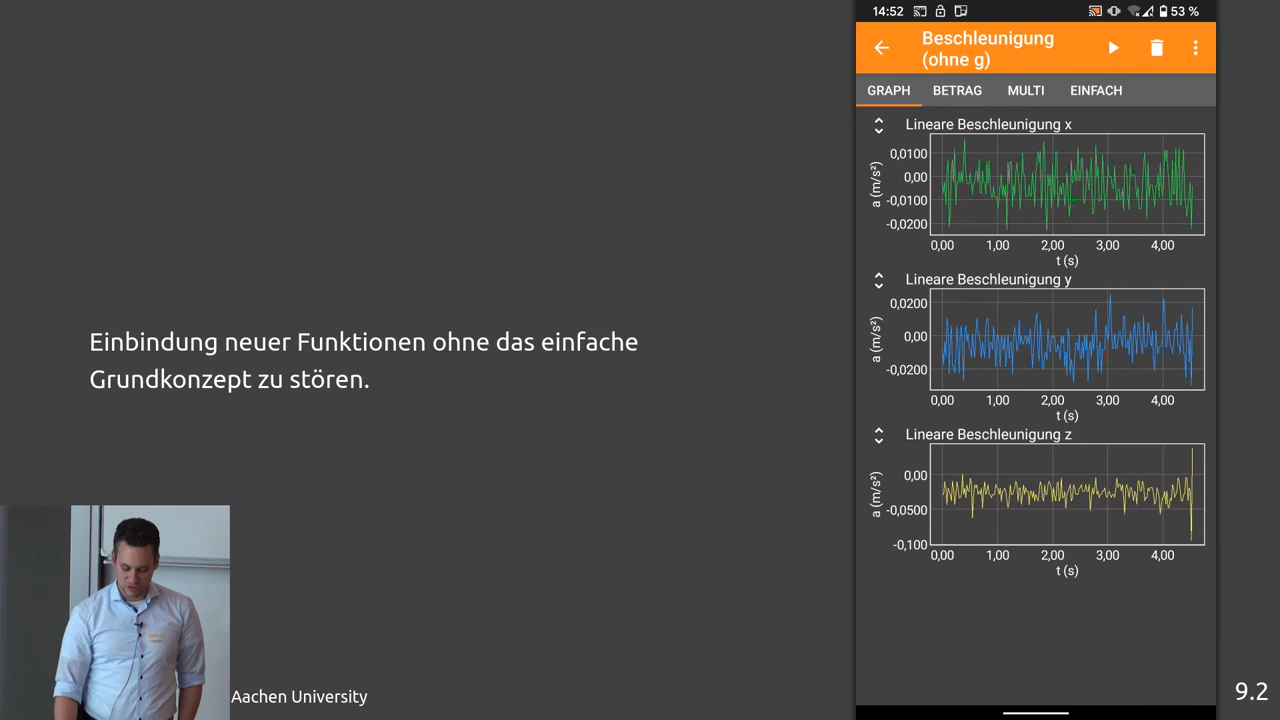 14:52
53 %
Beschleunigung
(ohne g)
GRAPH BETRAG MULTI EINFACH
Lineare Beschleunigung x
a (m/s²)
0,0100
0,00
-0,0100
-0,0200
0,00 1,00 2,00 3,00 4,00
t (s)
Lineare Beschleunigung y
a (m/s²)
0,0200
0,00
-0,0200
0,00 1,00 2,00 3,00 4,00
t (s)
Lineare Beschleunigung z
a (m/s²)
0,00
-0,0500
-0,100
0,00 1,00 2,00 3,00 4,00
t (s)
Einbindung neuer Funktionen ohne das einfache
Grundkonzept zu stören.
Aachen University
9.2